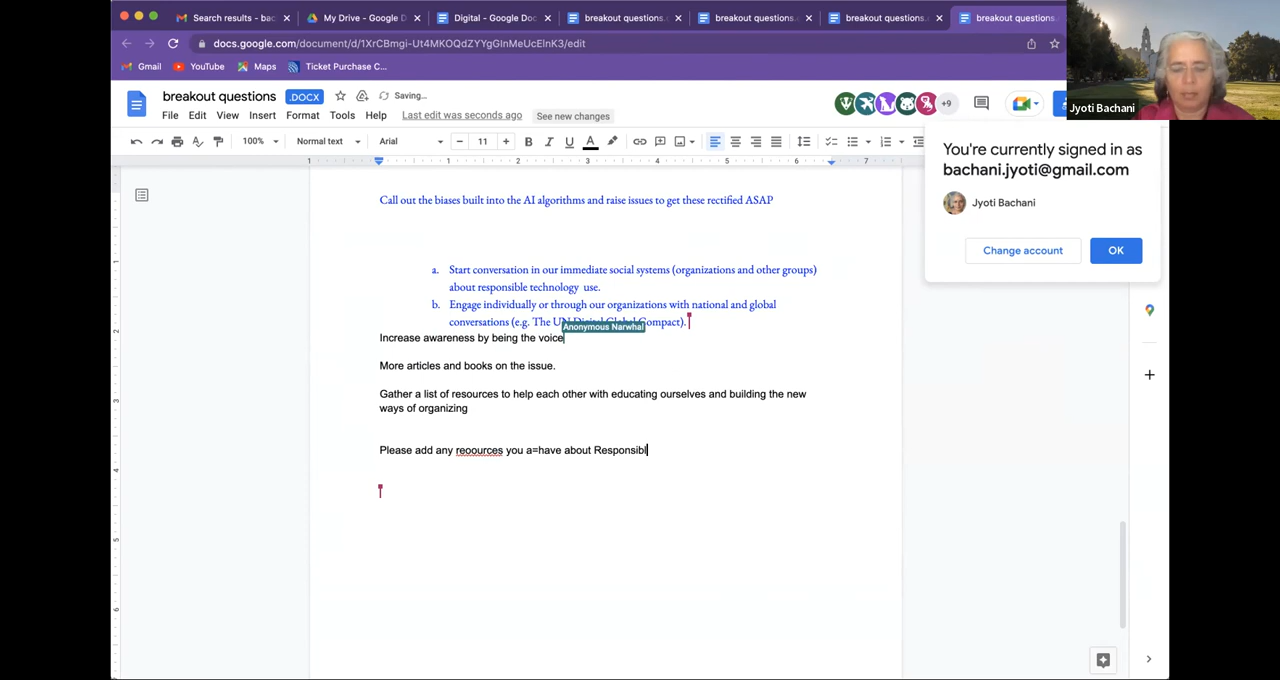 Search results - bac
My Drive - Google D
Digital - Google Doc
breakout questions.
breakout questions.
breakout questions.
breakout questions.
docs.google.com/document/d/1XrCBmgi-Ut4MKOQdZYYgGInMeUcEInK3/edit
Gmail
YouTube
Maps
Ticket Purchase C...
Jyoti Bachani
breakout questions
.DOCX
Saving...
+9
File Edit View Insert Format Tools Help
Last edit was seconds ago
See new changes
100%
Normal text
Arial
11
You're currently signed in as
bachani.jyoti@gmail.com
Jyoti Bachani
Change account
OK
Call out the biases built into the AI algorithms and raise issues to get these rectified ASAP
a. Start conversation in our immediate social systems (organizations and other groups)
about responsible technology use.
b. Engage individually or through our organizations with national and global
conversations (e.g. The UN Digital Global Compact).
Anonymous Narwhal
Increase awareness by being the voice
More articles and books on the issue.
Gather a list of resources to help each other with educating ourselves and building the new
ways of organizing
Please add any reoources you a=have about Responsibl